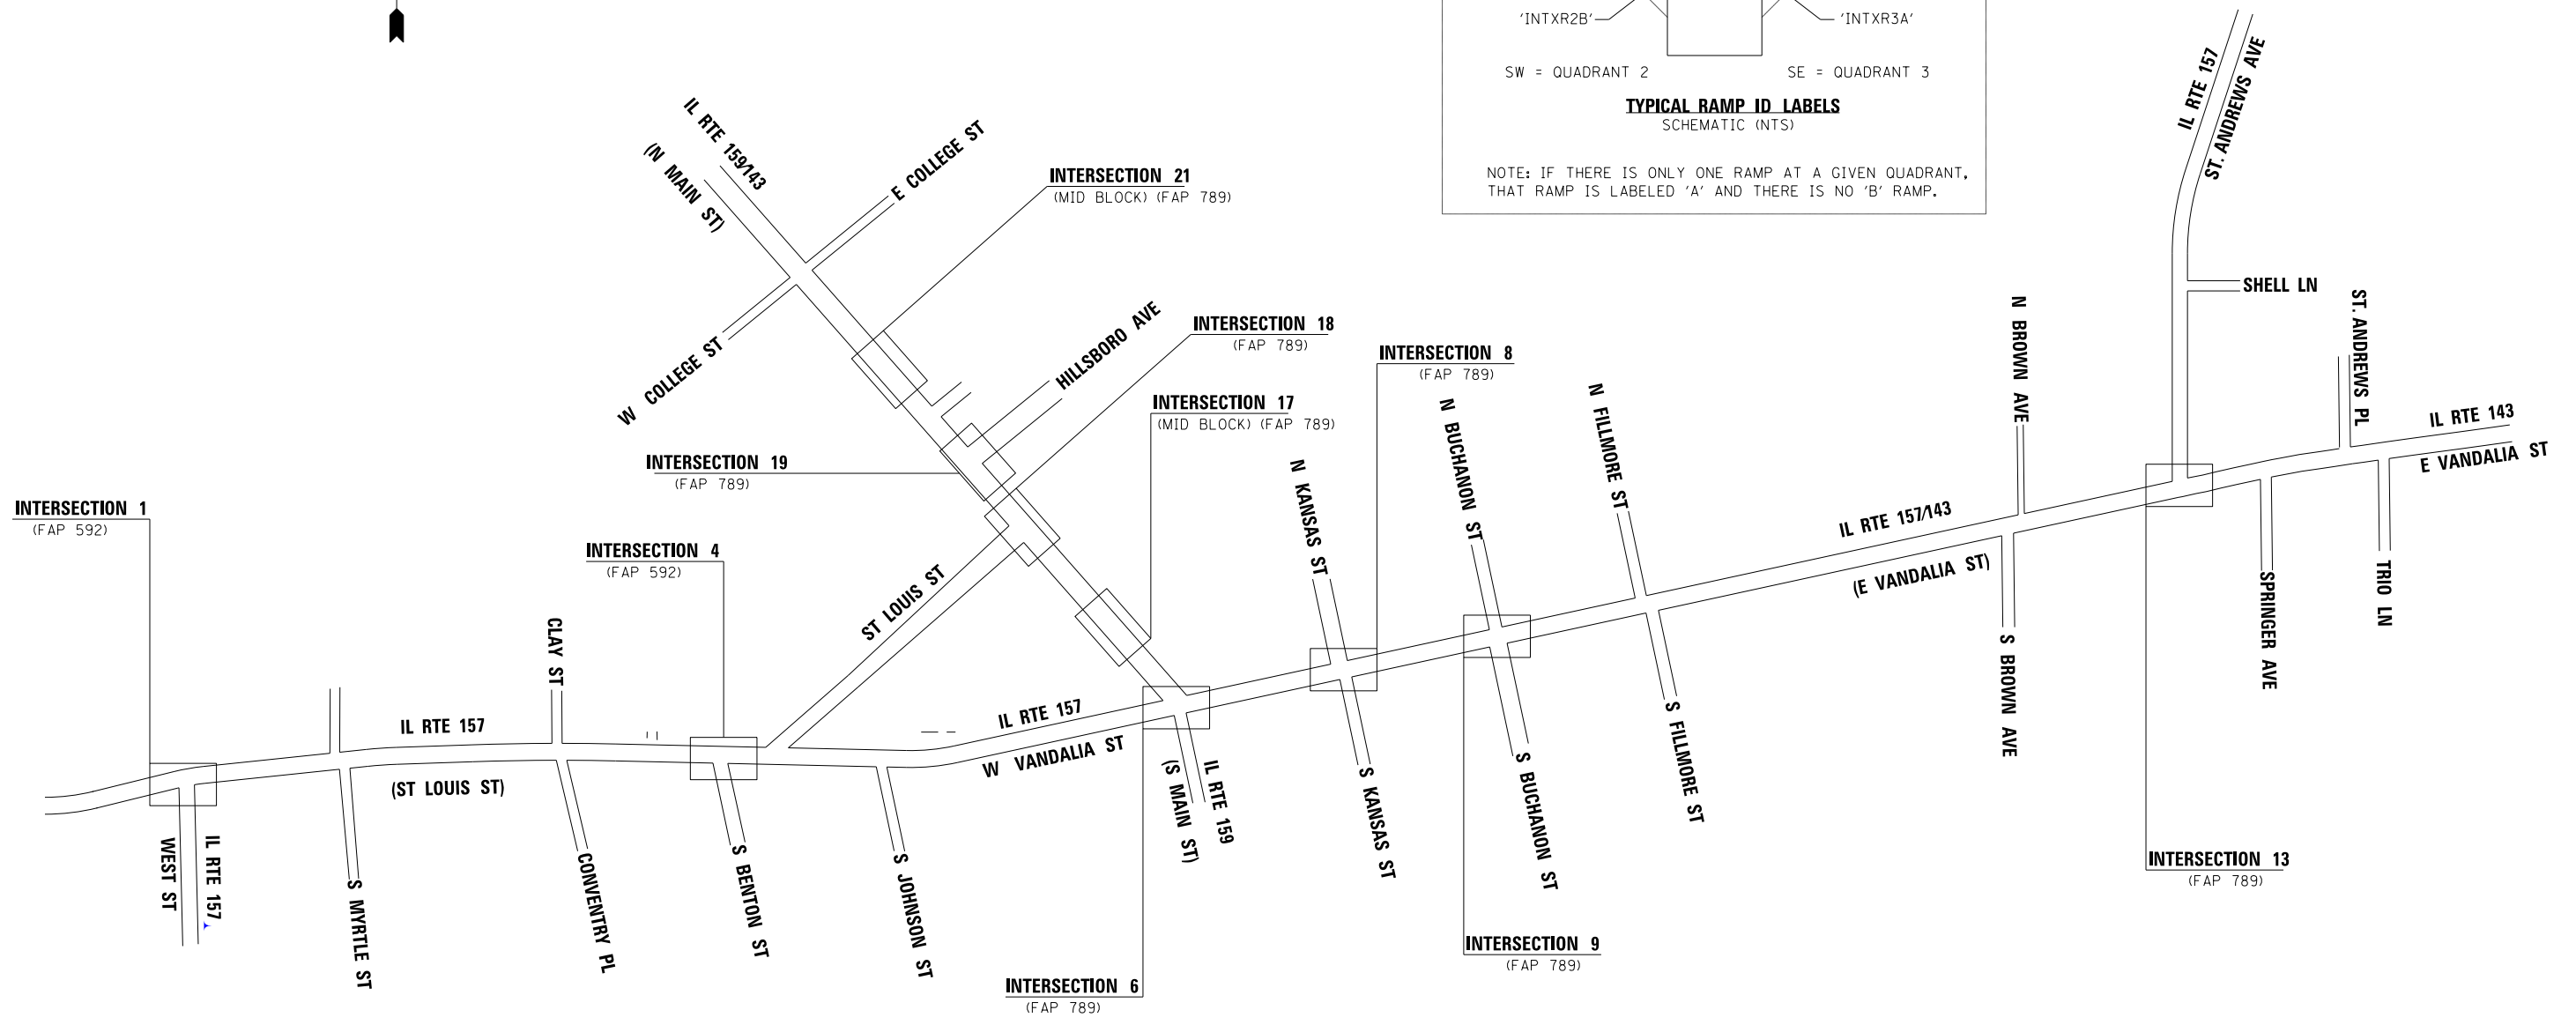 'INTXR2B'
'INTXR3A'
SW = QUADRANT 2
SE = QUADRANT 3
TYPICAL RAMP ID LABELS
SCHEMATIC (NTS)
NOTE: IF THERE IS ONLY ONE RAMP AT A GIVEN QUADRANT,
THAT RAMP IS LABELED 'A' AND THERE IS NO 'B' RAMP.
IL RTE 157
ST. ANDREWS AVE
IL RTE 159/143
(N MAIN ST)
E COLLEGE ST
INTERSECTION 21
(MID BLOCK) (FAP 789)
W COLLEGE ST
HILLSBORO AVE
INTERSECTION 18
(FAP 789)
INTERSECTION 8
(FAP 789)
INTERSECTION 17
(MID BLOCK) (FAP 789)
INTERSECTION 19
(FAP 789)
SHELL LN
ST. ANDREWS PL
N BROWN AVE
IL RTE 143
E VANDALIA ST
N KANSAS ST
N BUCHANON ST
N FILLMORE ST
IL RTE 157/143
(E VANDALIA ST)
INTERSECTION 1
(FAP 592)
INTERSECTION 4
(FAP 592)
ST LOUIS ST
CLAY ST
IL RTE 157
(ST LOUIS ST)
IL RTE 157
W VANDALIA ST
S BROWN AVE
SPRINGER AVE
TRIO LN
WEST ST
IL RTE 157
S MYRTLE ST
CONVENTRY PL
S BENTON ST
S JOHNSON ST
(S MAIN ST)
IL RTE 159
S KANSAS ST
S BUCHANON ST
S FILLMORE ST
INTERSECTION 13
(FAP 789)
INTERSECTION 9
(FAP 789)
INTERSECTION 6
(FAP 789)